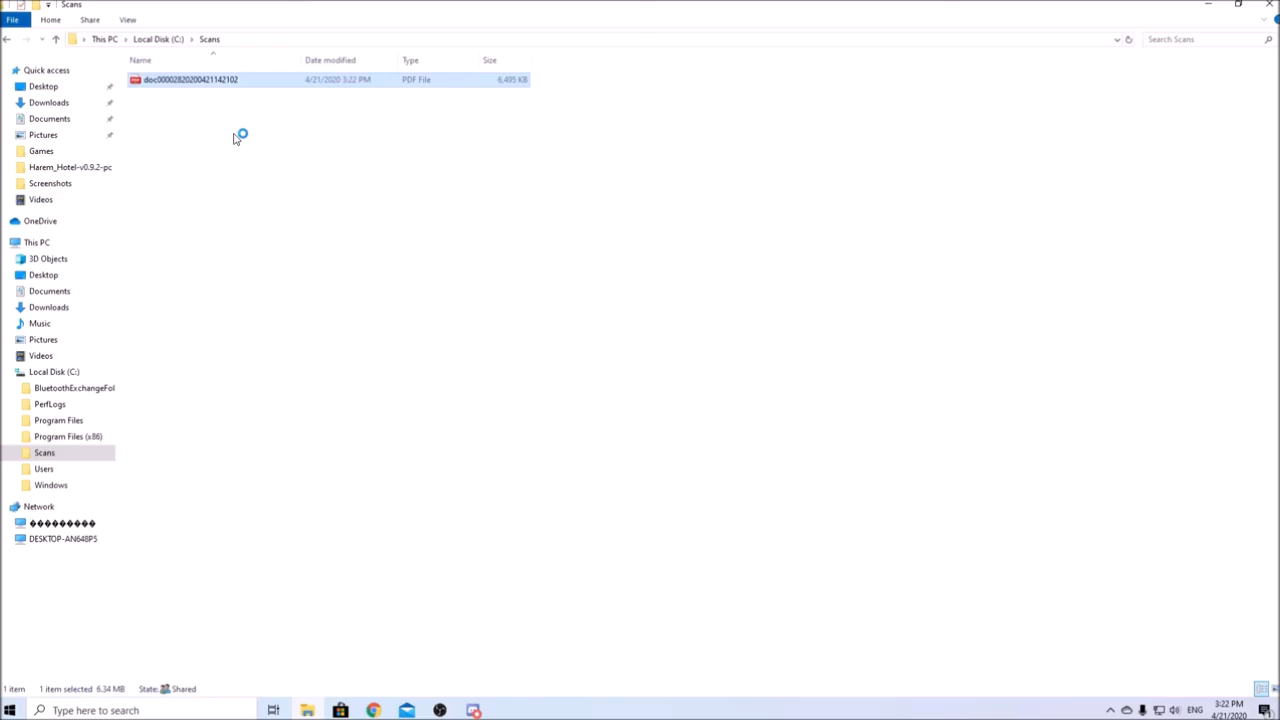 Scans
File Home Share View
This PC Local Disk (C:) Scans Search Scans
Name Date modified Type Size
doc00002820200421142102 4/21/2020 3:22 PM PDF File 6,495 KB
Quick access
Desktop
Downloads
Documents
Pictures
Games
Harem_Hotel-v0.9.2-pc
Screenshots
Videos
OneDrive
This PC
3D Objects
Desktop
Documents
Downloads
Music
Pictures
Videos
Local Disk (C:)
BluetoothExchangeFol
PerfLogs
Program Files
Program Files (x86)
Scans
Users
Windows
Network
����������
DESKTOP-AN648P5
1 item 1 item selected 6.34 MB State: Shared
Type here to search ENG 3:22 PM
4/21/2020